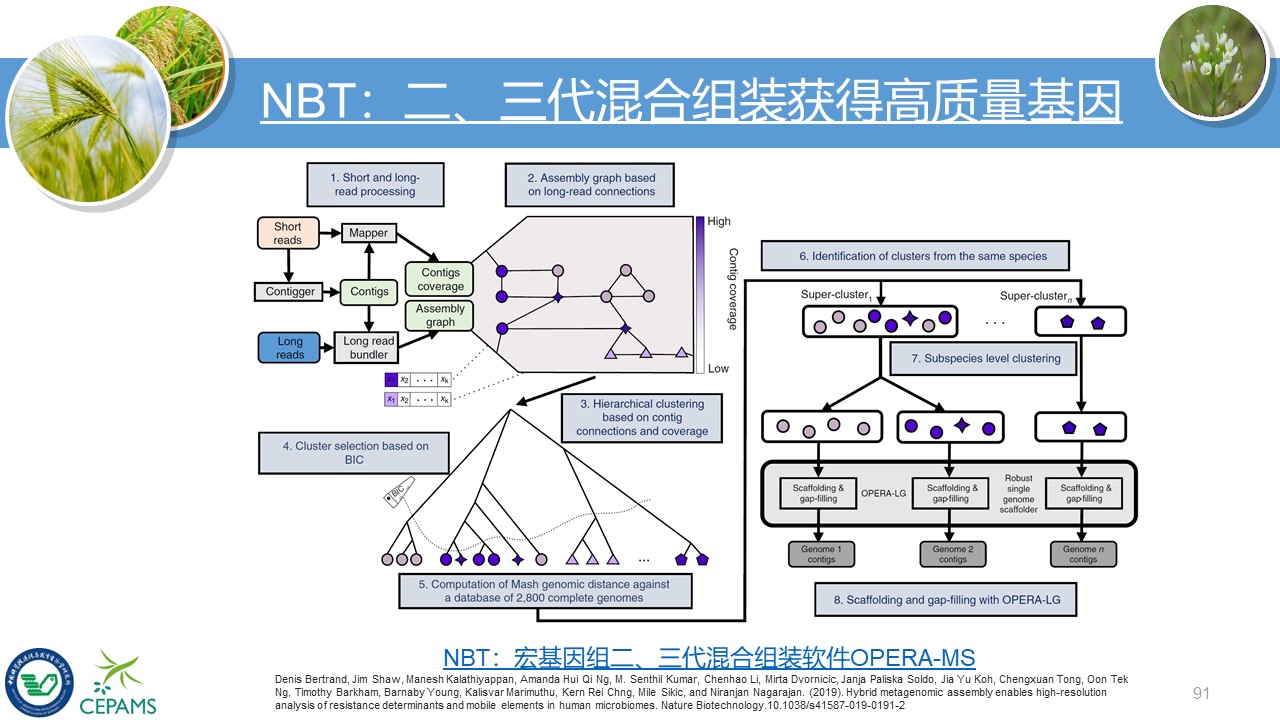 NBT：二、三代混合组装获得高质量基因
1. Short and long-
read processing
2. Assembly graph based
on long-read connections
Short
reads
Mapper
Contigger
Contigs
Long
reads
Long read
bundler
Contigs
coverage
Assembly
graph
High
Contig coverage
Low
x1 x2 · · · xk
x1 x2 · · · xk
3. Hierarchical clustering
based on contig
connections and coverage
4. Cluster selection based on
BIC
BIC
...
5. Computation of Mash genomic distance against
a database of 2,800 complete genomes
6. Identification of clusters from the same species
Super-cluster1
Super-clustern
. . .
7. Subspecies level clustering
Scaffolding &
gap-filling
OPERA-LG
Scaffolding &
gap-filling
Robust
single
genome
scaffolder
Scaffolding &
gap-filling
Genome 1
contigs
Genome 2
contigs
Genome n
contigs
8. Scaffolding and gap-filling with OPERA-LG
NBT：宏基因组二、三代混合组装软件OPERA-MS
Denis Bertrand, Jim Shaw, Manesh Kalathiyappan, Amanda Hui Qi Ng, M. Senthil Kumar, Chenhao Li, Mirta Dvornicic, Janja Paliska Soldo, Jia Yu Koh, Chengxuan Tong, Oon Tek
Ng, Timothy Barkham, Barnaby Young, Kalisvar Marimuthu, Kern Rei Chng, Mile Sikic, and Niranjan Nagarajan. (2019). Hybrid metagenomic assembly enables high-resolution
analysis of resistance determinants and mobile elements in human microbiomes. Nature Biotechnology.10.1038/s41587-019-0191-2
CEPAMS
91